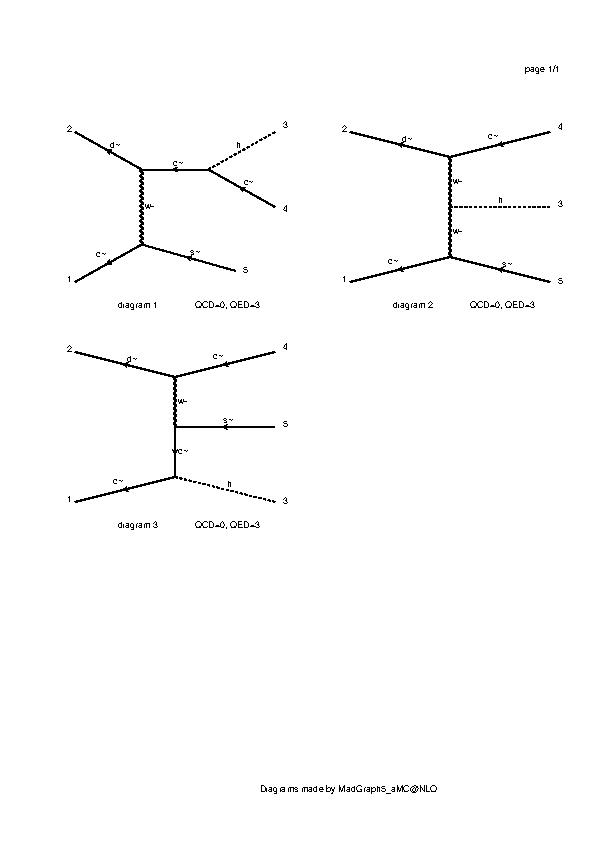 page 1/1
2
d~
c~
h
3
c~
4
w-
c~
s~
1
5
diagram 1 QCD=0, QED=3
2
d~
c~
4
w-
h
3
w-
c~
s~
1
5
diagram 2 QCD=0, QED=3
2
d~
c~
4
w-
s~
5
c~
c~
h
1
3
diagram 3 QCD=0, QED=3
Diagrams made by MadGraph5_aMC@NLO